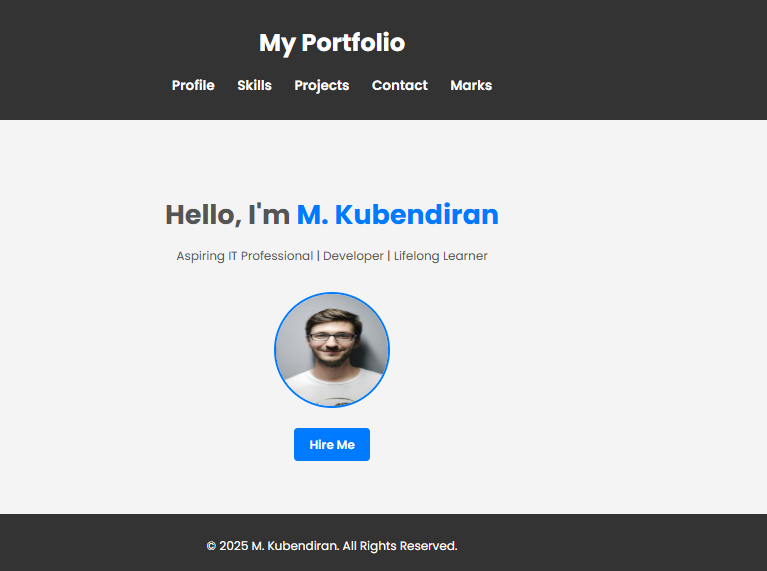 My Portfolio
Profile Skills Projects Contact Marks
Hello, I'm M. Kubendiran
Aspiring IT Professional | Developer | Lifelong Learner
Hire Me
© 2025 M. Kubendiran. All Rights Reserved.